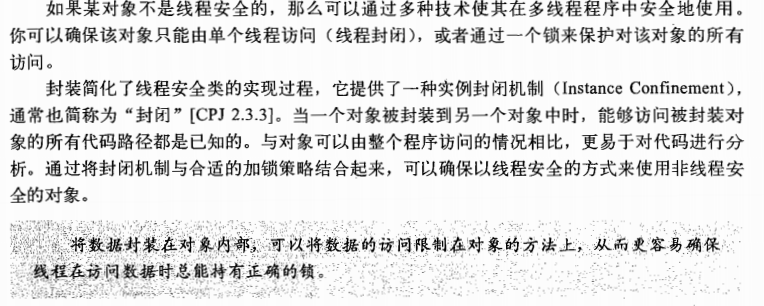 如果某对象不是线程安全的，那么可以通过多种技术使其在多线程程序中安全地使用。
你可以确保该对象只能由单个线程访问（线程封闭），或者通过一个锁来保护对该对象的所有
访问。
封装简化了线程安全类的实现过程，它提供了一种实例封闭机制（Instance Confinement），
通常也简称为“封闭”[CPJ 2.3.3]。当一个对象被封装到另一个对象中时，能够访问被封装对
象的所有代码路径都是已知的。与对象可以由整个程序访问的情况相比，更易于对代码进行分
析。通过将封闭机制与合适的加锁策略结合起来，可以确保以线程安全的方式来使用非线程安
全的对象。
将数据封装在对象内部，可以将数据的访问限制在对象的方法上，从而更容易确保
线程在访问数据时总能持有正确的锁。